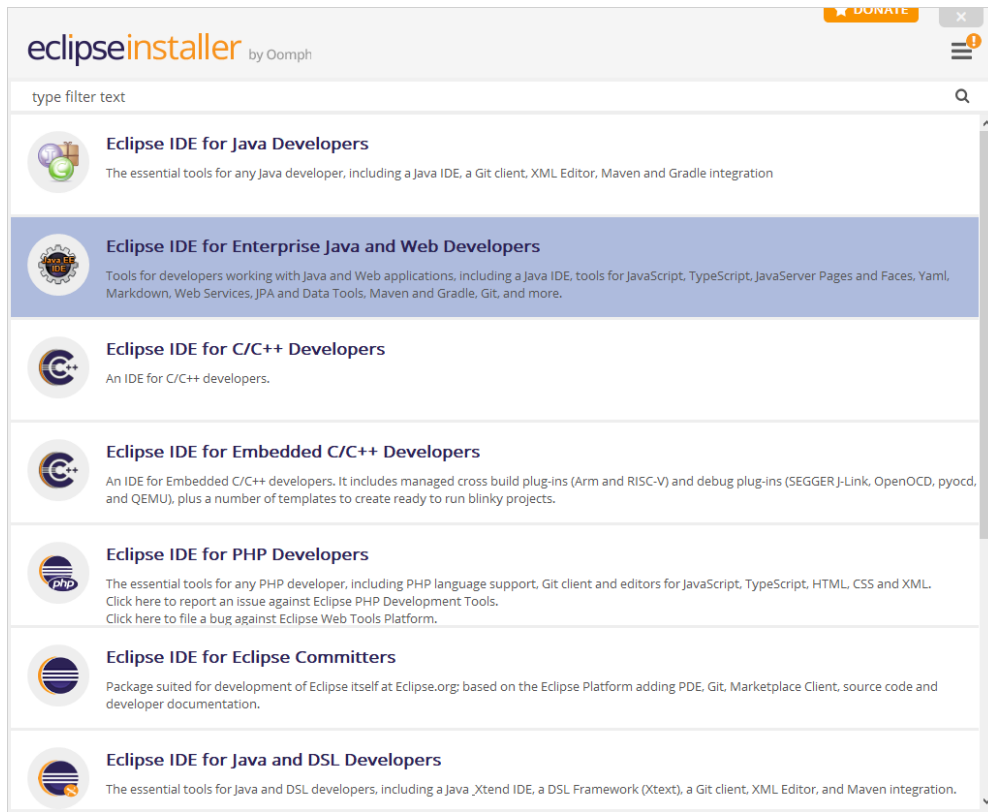 DONATE
eclipseinstaller by Oomph
type filter text
Eclipse IDE for Java Developers
The essential tools for any Java developer, including a Java IDE, a Git client, XML Editor, Maven and Gradle integration
Java EE
IDE
Eclipse IDE for Enterprise Java and Web Developers
Tools for developers working with Java and Web applications, including a Java IDE, tools for JavaScript, TypeScript, JavaServer Pages and Faces, Yaml,
Markdown, Web Services, JPA and Data Tools, Maven and Gradle, Git, and more.
C++
Eclipse IDE for C/C++ Developers
An IDE for C/C++ developers.
C++
Eclipse IDE for Embedded C/C++ Developers
An IDE for Embedded C/C++ developers. It includes managed cross build plug-ins (Arm and RISC-V) and debug plug-ins (SEGGER J-Link, OpenOCD, pyocd,
and QEMU), plus a number of templates to create ready to run blinky projects.
php
Eclipse IDE for PHP Developers
The essential tools for any PHP developer, including PHP language support, Git client and editors for JavaScript, TypeScript, HTML, CSS and XML.
Click here to report an issue against Eclipse PHP Development Tools.
Click here to file a bug against Eclipse Web Tools Platform.
Eclipse IDE for Eclipse Committers
Package suited for development of Eclipse itself at Eclipse.org; based on the Eclipse Platform adding PDE, Git, Marketplace Client, source code and
developer documentation.
Eclipse IDE for Java and DSL Developers
The essential tools for Java and DSL developers, including a Java _Xtend IDE, a DSL Framework (Xtext), a Git client, XML Editor, and Maven integration.